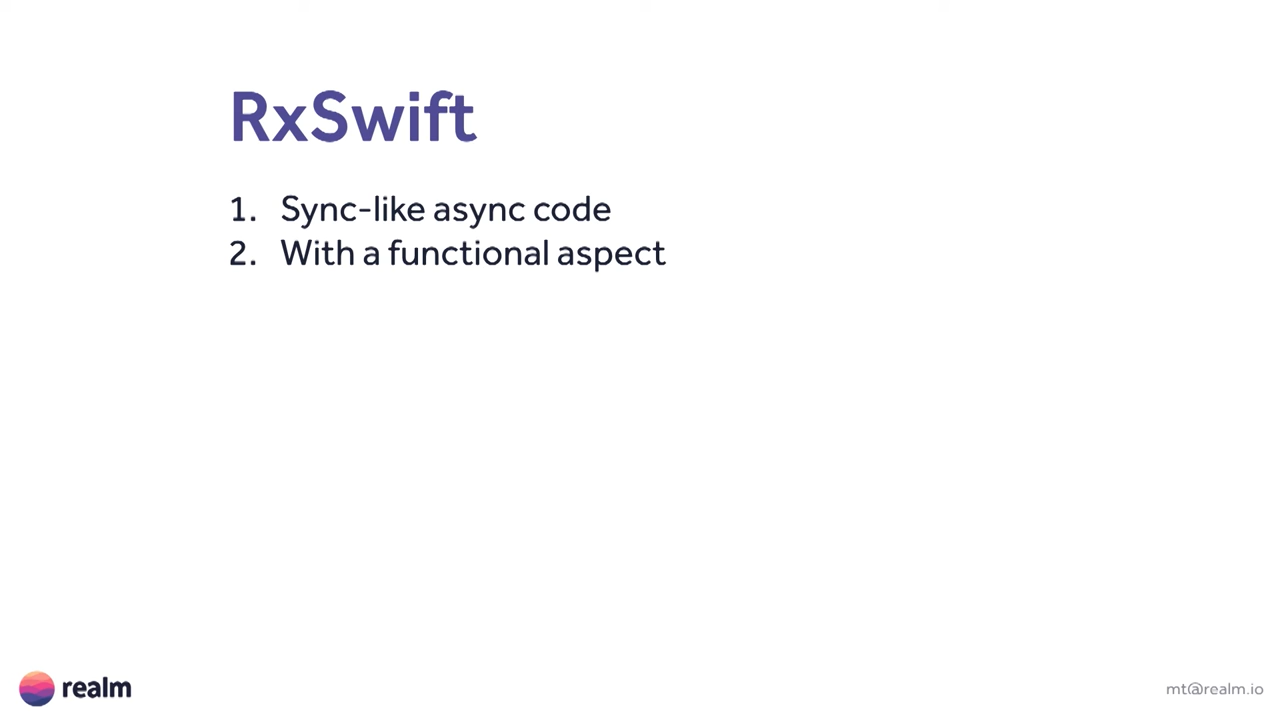 RxSwift
1. Sync-like async code
2. With a functional aspect
realm
mt@realm.io